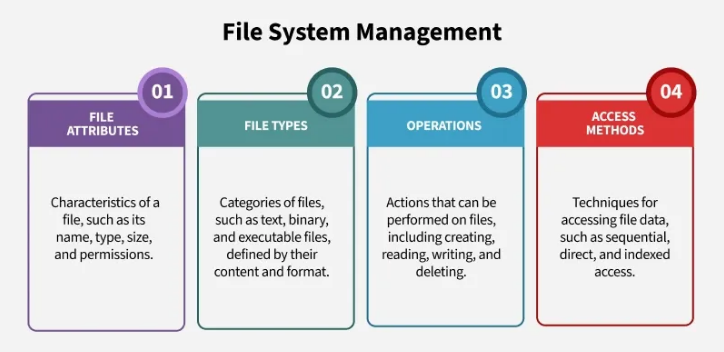 File System Management
01
FILE
ATTRIBUTES
Characteristics of a
file, such as its
name, type, size,
and permissions.
02
FILE TYPES
Categories of files,
such as text, binary,
and executable files,
defined by their
content and format.
03
OPERATIONS
Actions that can be
performed on files,
including creating,
reading, writing, and
deleting.
04
ACCESS
METHODS
Techniques for
accessing file data,
such as sequential,
direct, and indexed
access.